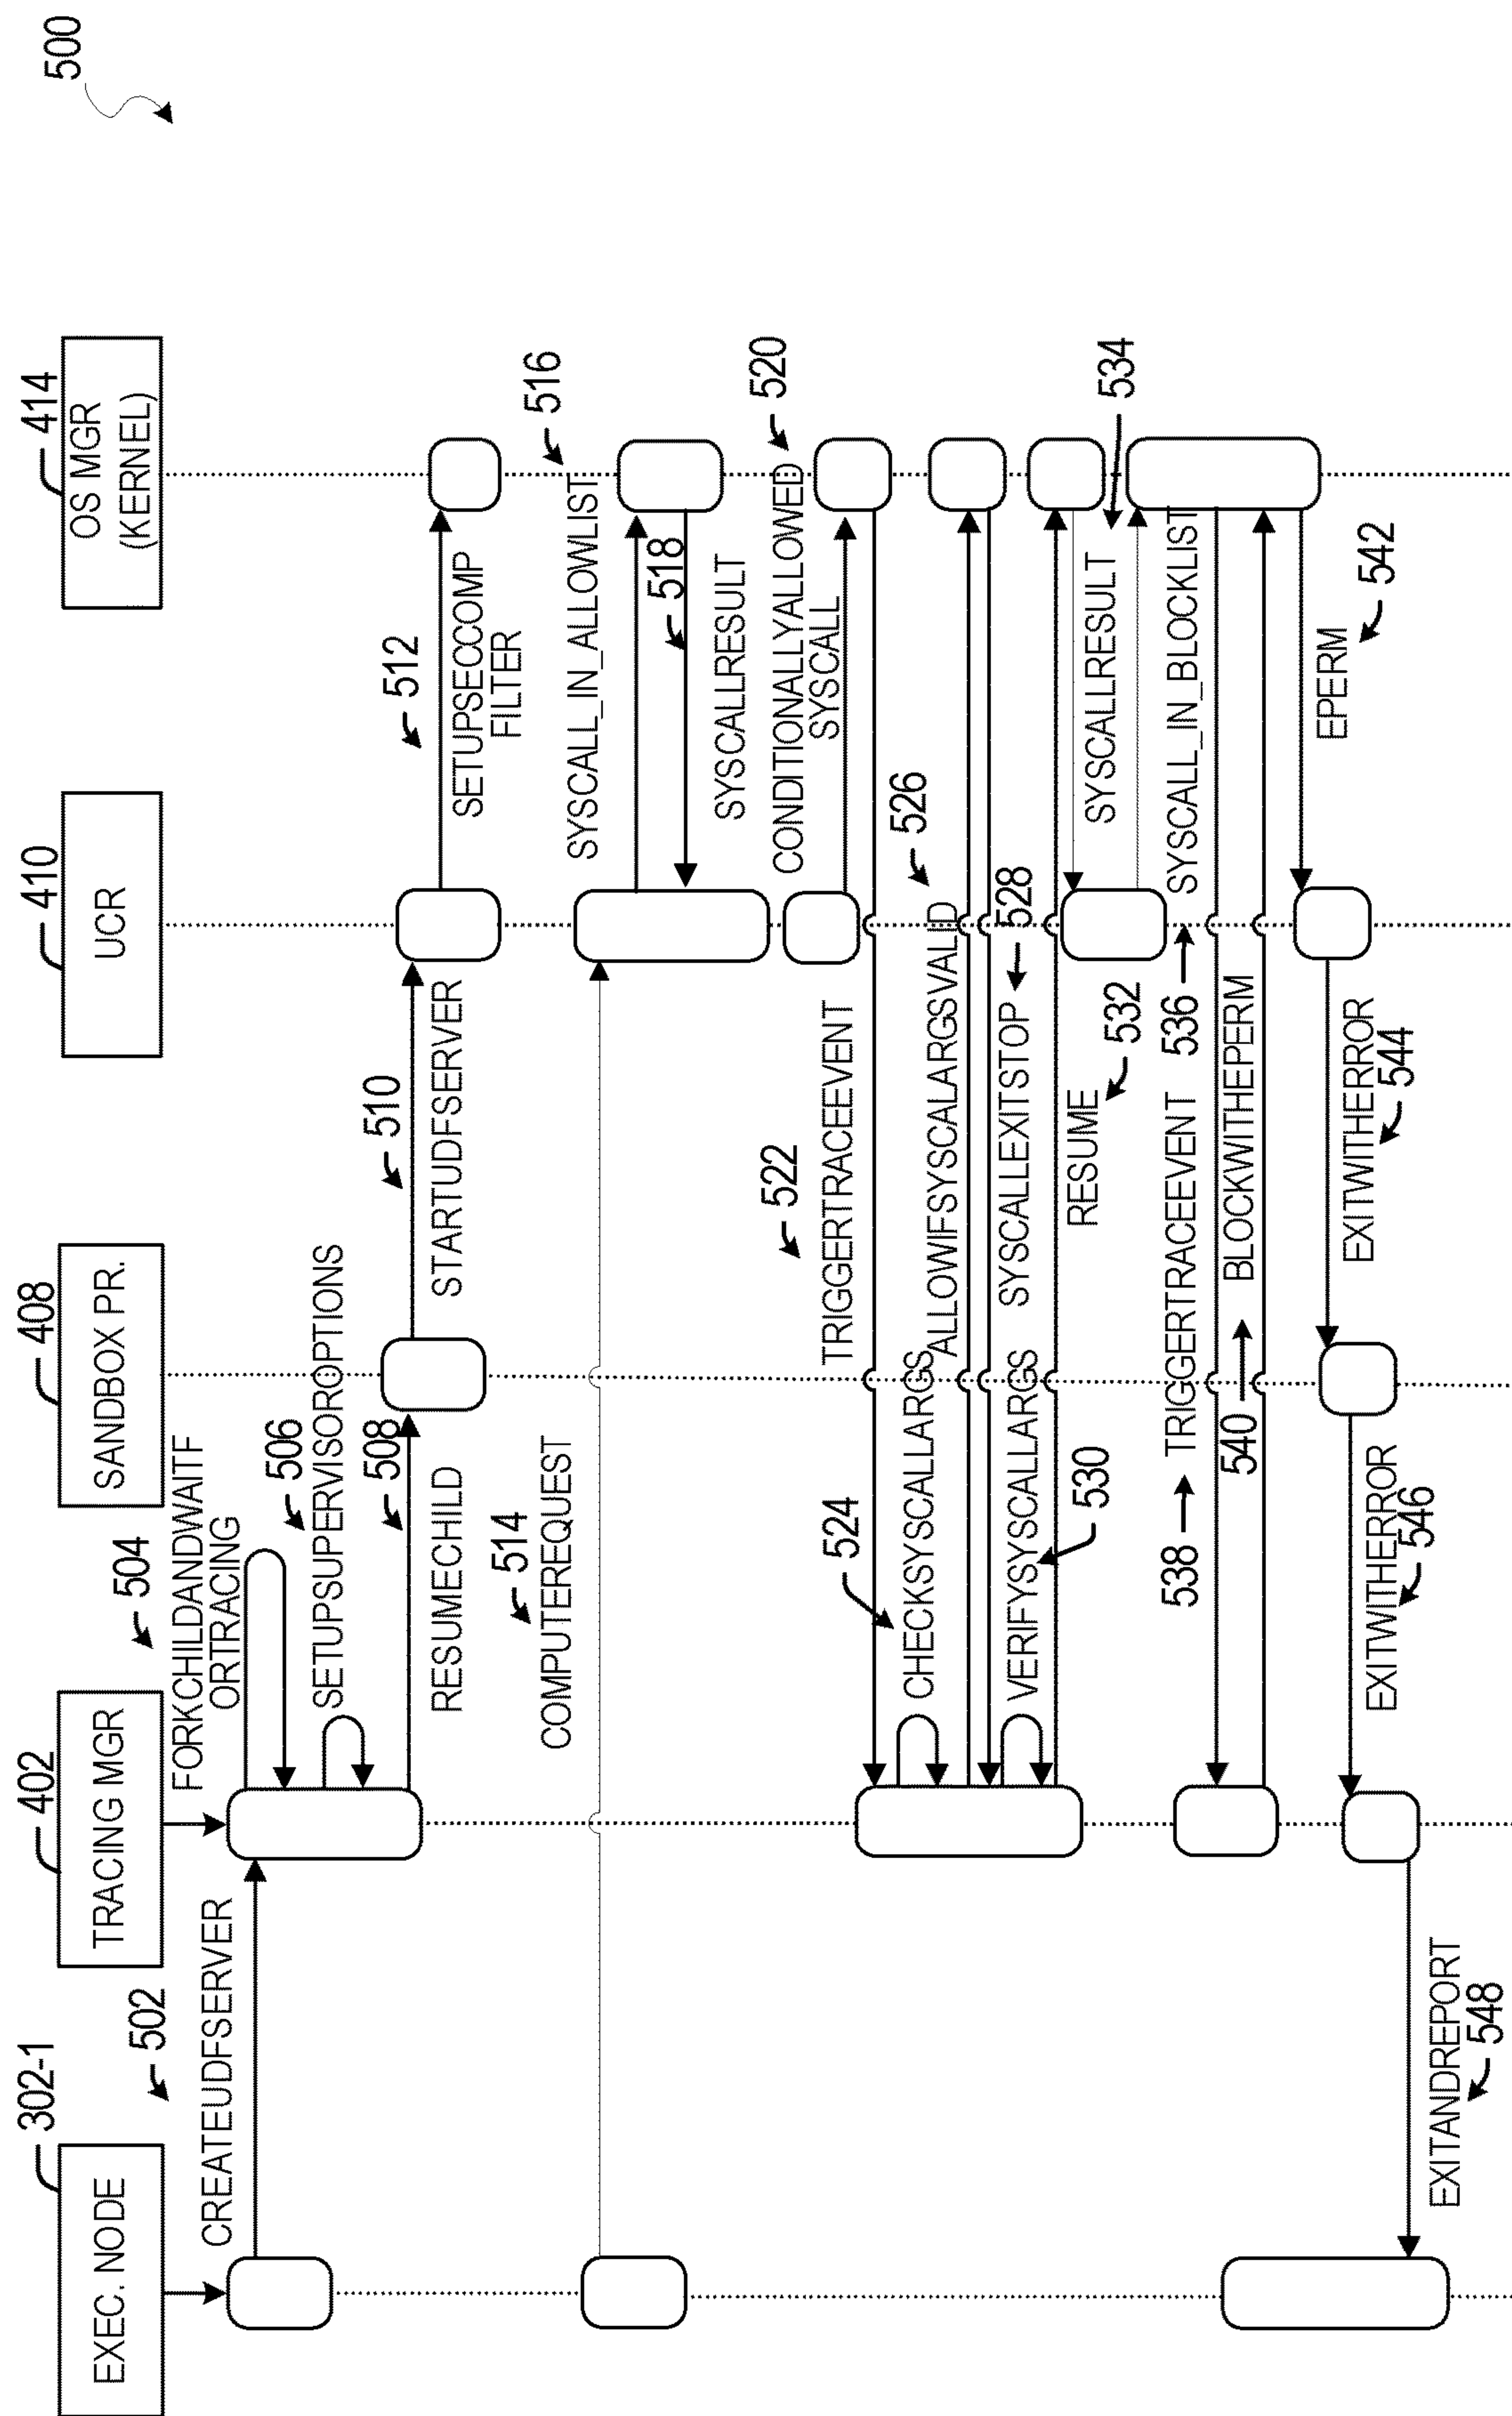 500
302-1
EXEC. NODE
402
TRACING MGR
408
SANDBOX PR.
410
UCR
414
OS MGR
(KERNEL)
502
CREATEUDFSERVER
504
FORKCHILDANDWAITF
ORTRACING
506
SETUPSUPERVISOROPTIONS
508
RESUMECHILD
510
STARTUDFSERVER
512
SETUPSECCOMP
FILTER
514
COMPUTEREQUEST
516
SYSCALL_IN_ALLOWLIST
518
SYSCALLRESULT
520
CONDITIONALLYALLOWED
SYSCALL
522
TRIGGERTRACEEVENT
524
CHECKSYSCALLARGS
526
ALLOWIFSYSCALARGSVALID
528
SYSCALLEXITSTOP
530
VERIFYSYSCALLARGS
532
RESUME
534
SYSCALLRESULT
536
SYSCALL_IN_BLOCKLIST
538
TRIGGERTRACEEVENT
540
BLOCKWITHEPERM
542
EPERM
544
EXITWITHERROR
546
EXITWITHERROR
548
EXITANDREPORT